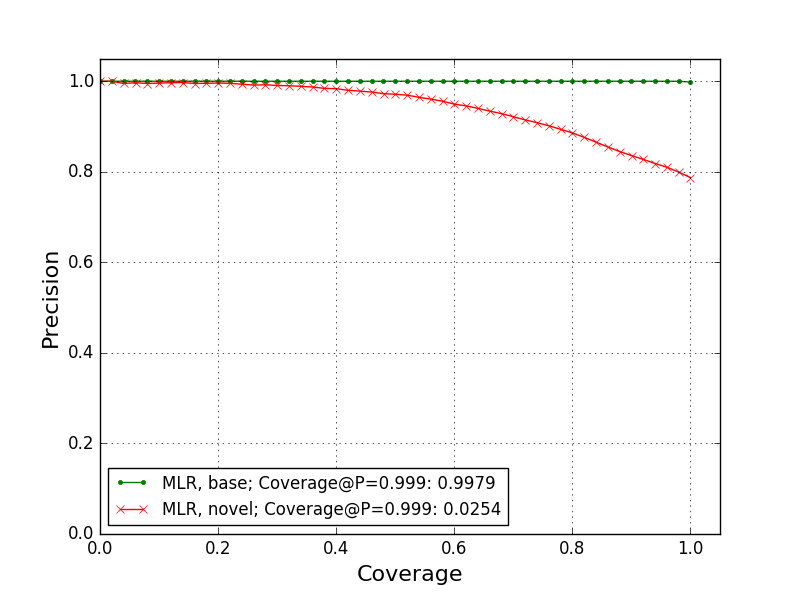 1.0
0.8
0.6
0.4
0.2
0.0
Precision
MLR, base; Coverage@P=0.999: 0.9979
MLR, novel; Coverage@P=0.999: 0.0254
0.0 0.2 0.4 0.6 0.8 1.0
Coverage